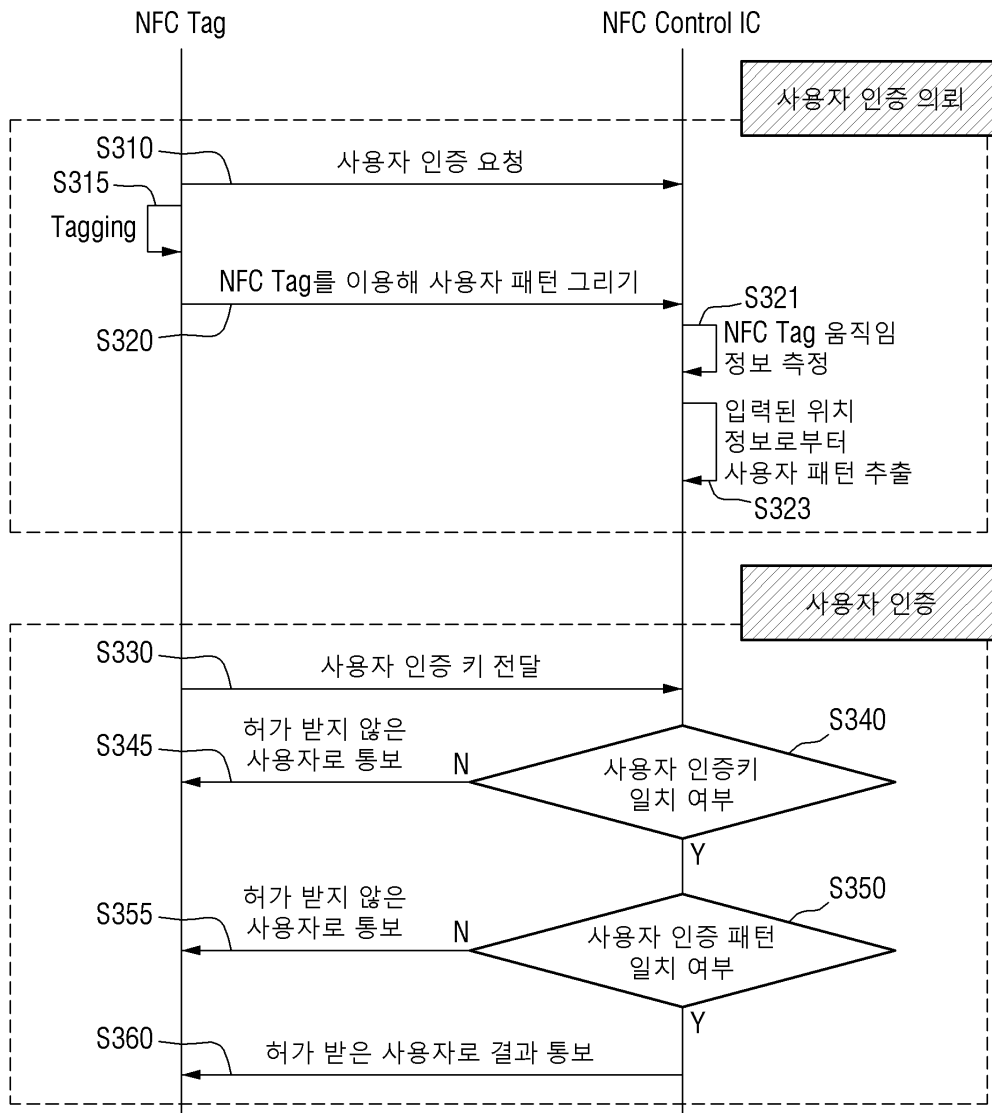 NFC Tag
NFC Control IC
사용자 인증 의뢰
S310
사용자 인증 요청
S315
Tagging
NFC Tag를 이용해 사용자 패턴 그리기
S320
S321
NFC Tag 움직임
정보 측정
입력된 위치
정보로부터
사용자 패턴 추출
S323
사용자 인증
S330
사용자 인증 키 전달
S340
허가 받지 않은
사용자로 통보
S345
N
사용자 인증키
일치 여부
Y
S350
허가 받지 않은
사용자로 통보
S355
N
사용자 인증 패턴
일치 여부
Y
S360
허가 받은 사용자로 결과 통보